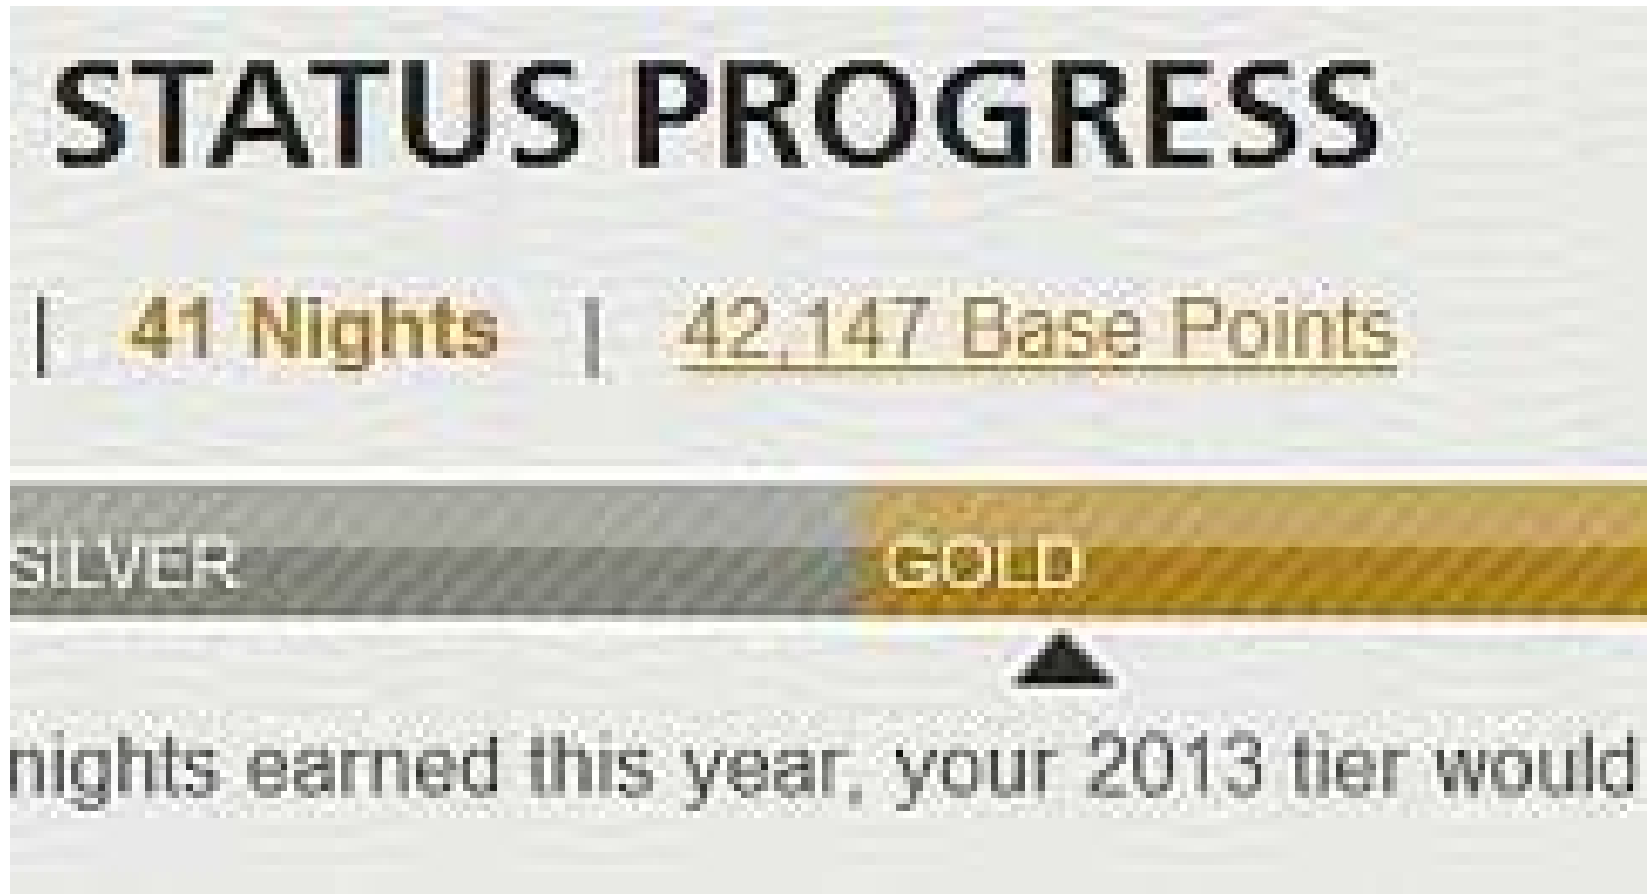 STATUS PROGRESS
| 41 Nights | 42,147 Base Points
SILVER GOLD
nights earned this year, your 2013 tier would